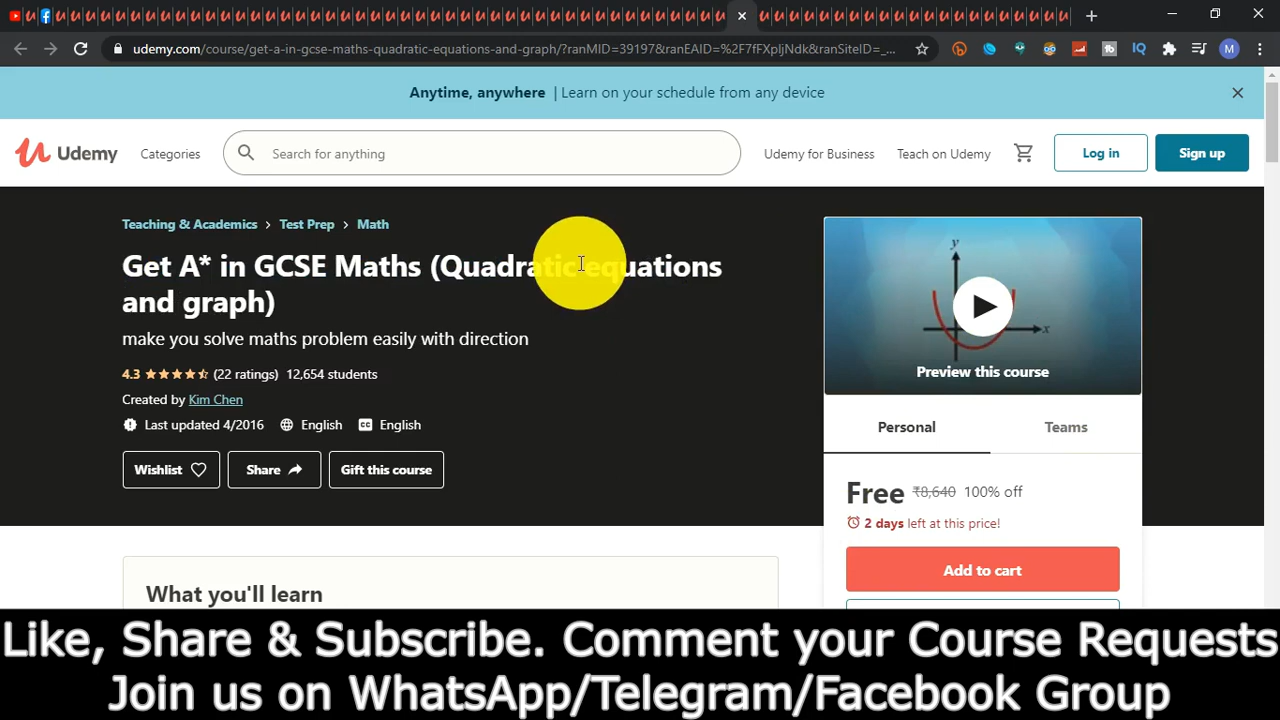 udemy.com/course/get-a-in-gcse-maths-quadratic-equations-and-graph/?ranMID=39197&ranEAID=%2F7fFXpljNdk&ranSiteID=_...
M
Anytime, anywhere | Learn on your schedule from any device
Udemy
Categories
Search for anything
Udemy for Business
Teach on Udemy
Log in
Sign up
Teaching & Academics > Test Prep > Math
Get A* in GCSE Maths (Quadratic equations
and graph)
make you solve maths problem easily with direction
4.3 (22 ratings) 12,654 students
Created by Kim Chen
Last updated 4/2016 English English
Wishlist
Share
Gift this course
y
x
Preview this course
Personal
Teams
Free ₹8,640 100% off
2 days left at this price!
Add to cart
What you'll learn
Like, Share & Subscribe. Comment your Course Requests
Join us on WhatsApp/Telegram/Facebook Group